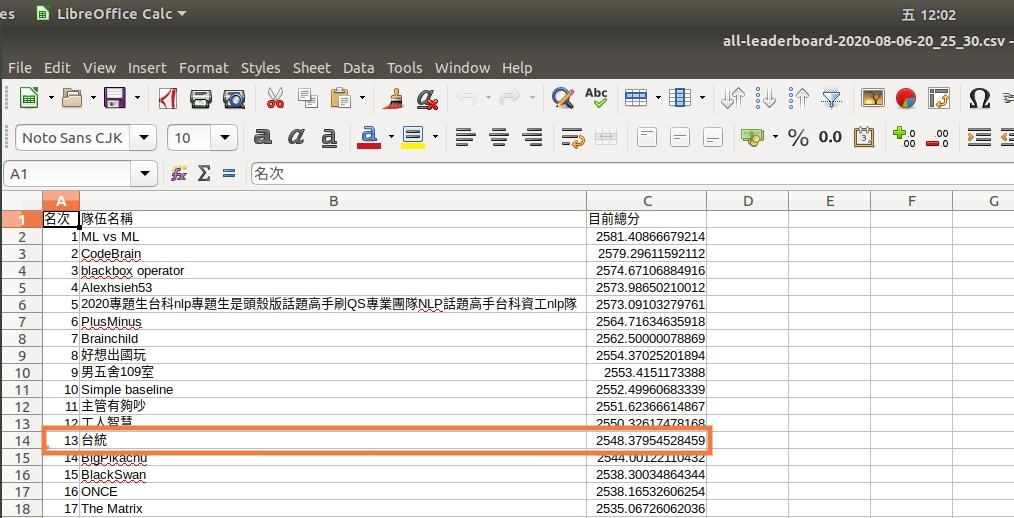 es LibreOffice Calc 五 12:02
all-leaderboard-2020-08-06-20_25_30.csv -
File Edit View Insert Format Styles Sheet Data Tools Window Help
Abc
Noto Sans CJK 10 a a a a % 0.0 .00 .00
A1 fx Σ = 名次
A B C D E F G
1 名次 隊伍名稱 目前總分
2 1 ML vs ML 2581.40866679214
3 2 CodeBrain 2579.29611592112
4 3 blackbox operator 2574.67106884916
5 4 Alexhsieh53 2573.98650210012
6 5 2020專題生台科nlp專題生是頭殼版話題高手刷QS專業團隊NLP話題高手台科資工nlp隊 2573.09103279761
7 6 PlusMinus 2564.71634635918
8 7 Brainchild 2562.50000078869
9 8 好想出國玩 2554.37025201894
10 9 男五舍109室 2553.4151173388
11 10 Simple baseline 2552.49960683339
12 11 主管有夠吵 2551.62366614867
13 12 工人智慧 2550.32617478168
14 13 台統 2548.37954528459
15 14 BigPikachu 2544.00122110432
16 15 BlackSwan 2538.30034864344
17 16 ONCE 2538.16532606254
18 17 The Matrix 2535.06726062036